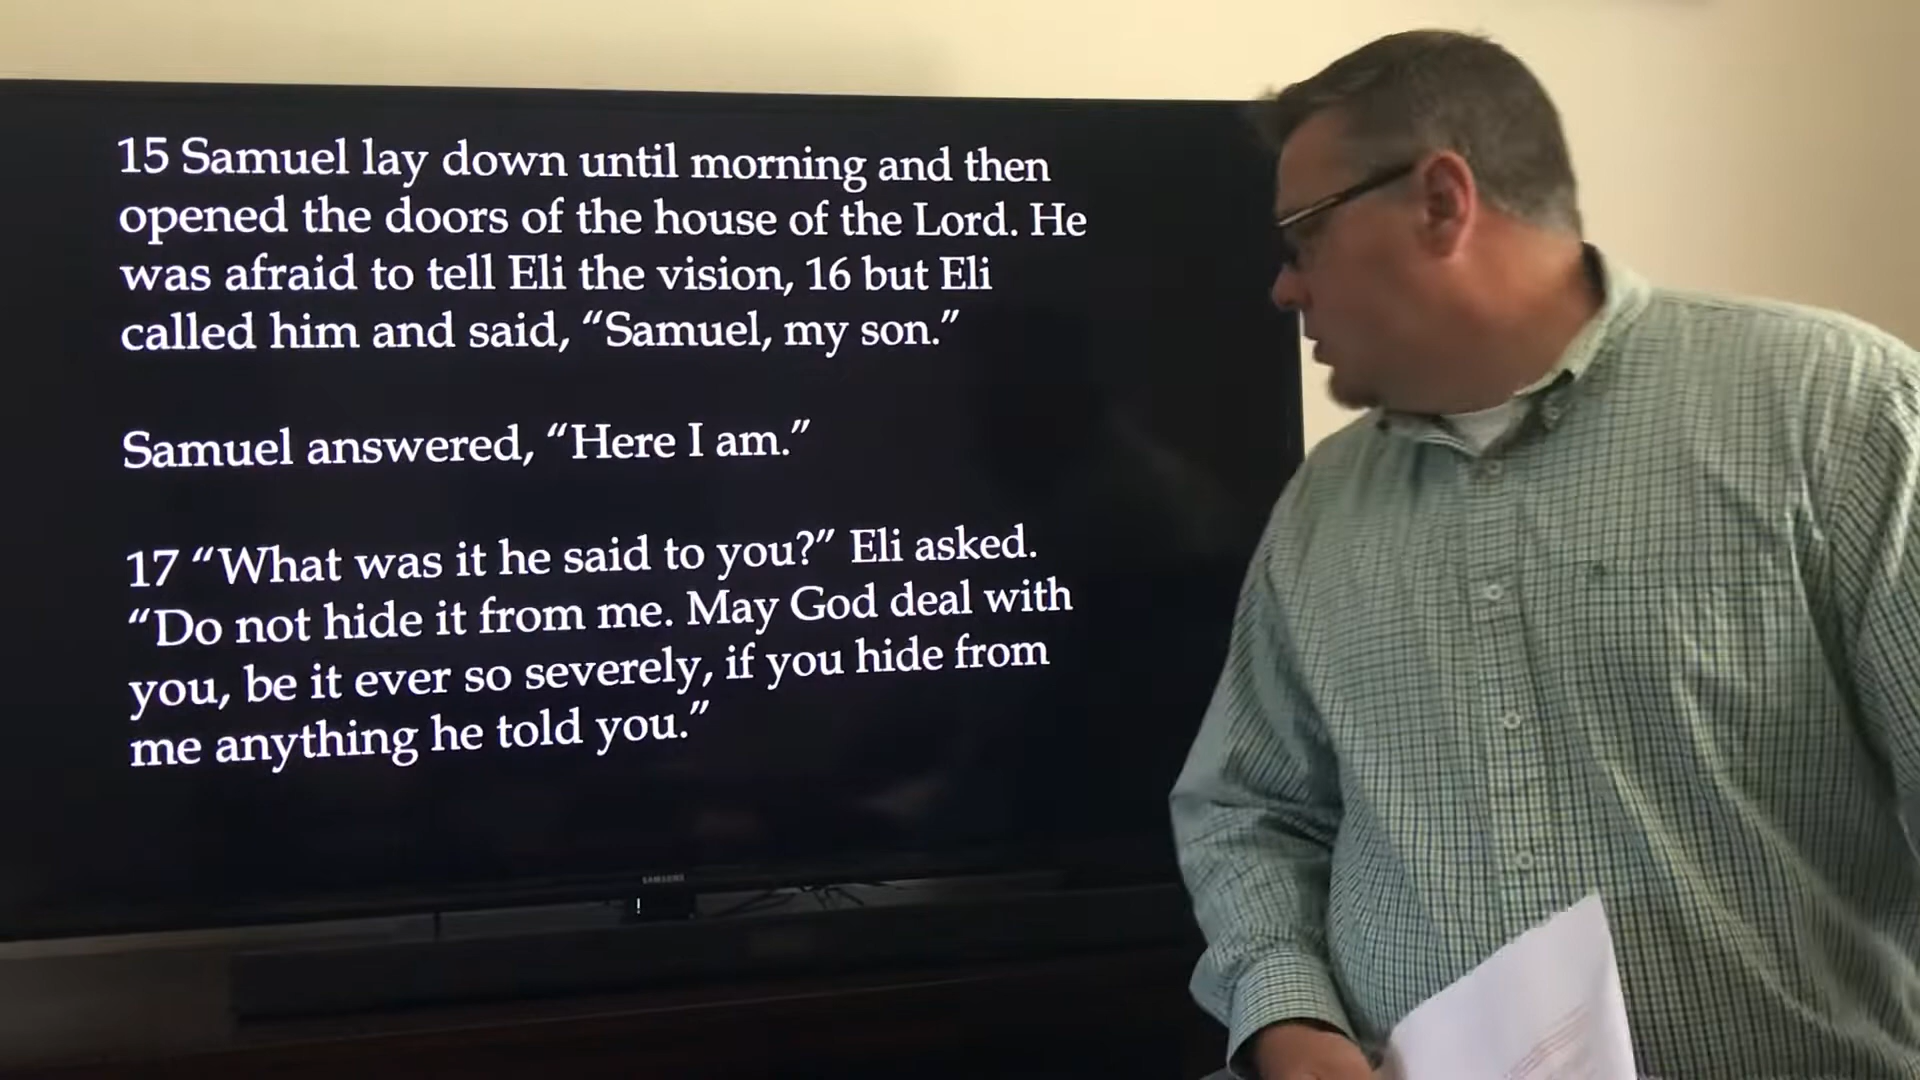 15 Samuel lay down until morning and then
opened the doors of the house of the Lord. He
was afraid to tell Eli the vision, 16 but Eli
called him and said, “Samuel, my son.”
Samuel answered, “Here I am.”
17 “What was it he said to you?” Eli asked.
“Do not hide it from me. May God deal with
you, be it ever so severely, if you hide from
me anything he told you.”
SAMSUNG